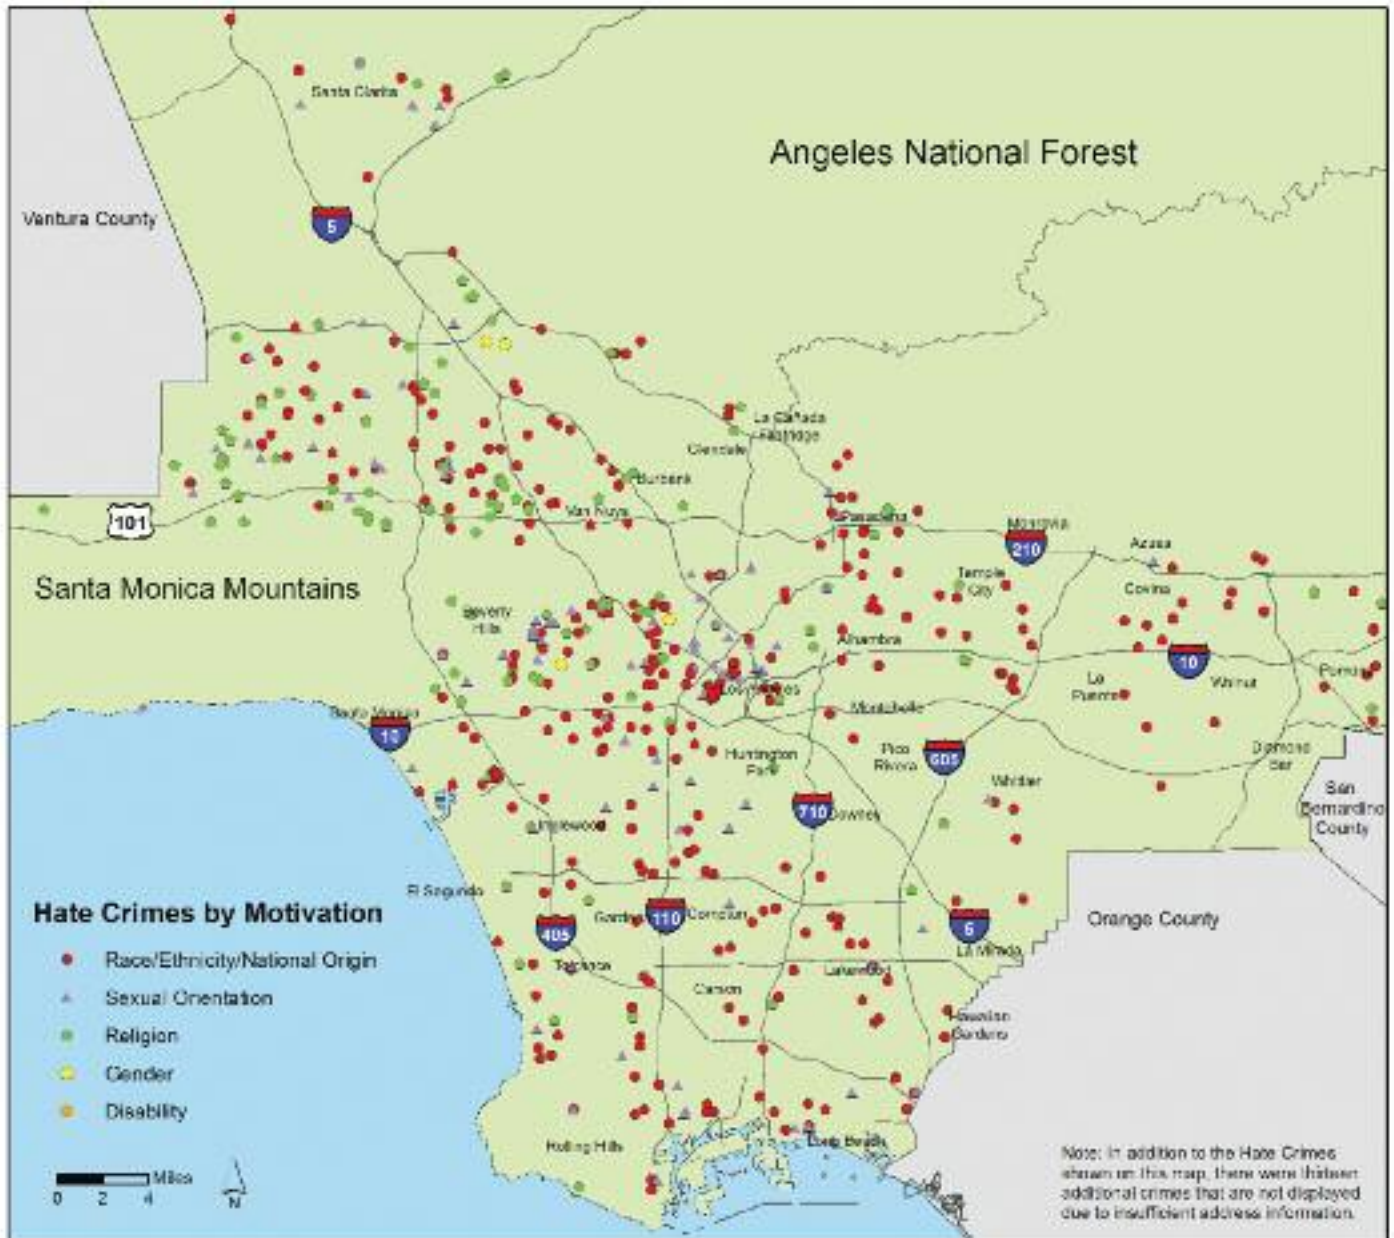 Santa Clarita
Angeles National Forest
Ventura County
5
La Cañada
Flintridge
Glendale
Burbank
101
Van Nuys
Pasadena
Monrovia
210
Azusa
Santa Monica Mountains
Temple
City
Covina
Beverly
Hills
Alhambra
10
La
Puente
Walnut
Pomona
Los Angeles
Santa Monica
10
Montebello
Huntington
Park
Pico
Rivera
605
Diamond
Bar
Whittier
San
Bernardino
County
710
Downey
Inglewood
El Segundo
Hate Crimes by Motivation
Gardena
110
Compton
405
5
Orange County
La Mirada
Race/Ethnicity/National Origin
Torrance
Lakewood
Carson
Sexual Orientation
Hawaiian
Gardens
Religion
Gender
Disability
Rolling Hills
Long Beach
Miles
0 2 4
N
Note: In addition to the Hate Crimes
shown on this map, there were thirteen
additional crimes that are not displayed
due to insufficient address information.